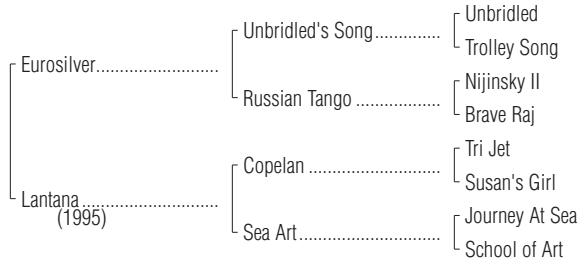 Unbridled
Unbridled's Song..............
Trolley Song
Eurosilver..........................
Nijinsky II
Russian Tango ..................
Brave Raj
Tri Jet
Copelan ............................
Susan's Girl
Lantana.............................
(1995)
Journey At Sea
Sea Art..............................
School of Art